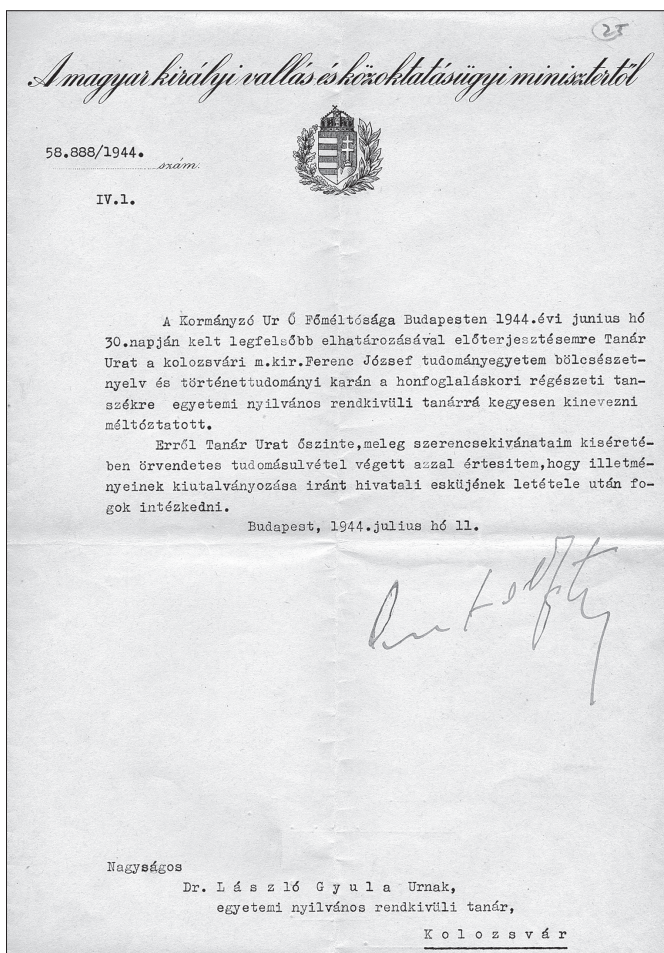 25
A magyar királyi vallás és közoktatásügyi minisztertől
58.888/1944.
szám.
IV.1.
A Kormányzó Ur Ő Főméltósága Budapesten 1944.évi junius hó
30.napján kelt legfelsőbb elhatározásával előterjesztésemre Tanár
Urat a kolozsvári m.kir.Ferenc József tudományegyetem bölcsészet-
nyelv és történettudományi karán a honfoglaláskori régészeti tan-
székre egyetemi nyilvános rendkivüli tanárrá kegyesen kinevezni
méltóztatott.
Erről Tanár Urat őszinte,meleg szerencsekivánataim kiséreté-
ben örvendetes tudomásulvétel végett azzal értesitem,hogy illetmé-
nyeinek kiutalványozása iránt hivatali esküjének letétele után fo-
gok intézkedni.
Budapest, 1944.julius hó 11.
Nagyságos
Dr. L á s z l ó G y u l a Urnak,
egyetemi nyilvános rendkivüli tanár,
K o l o z s v á r